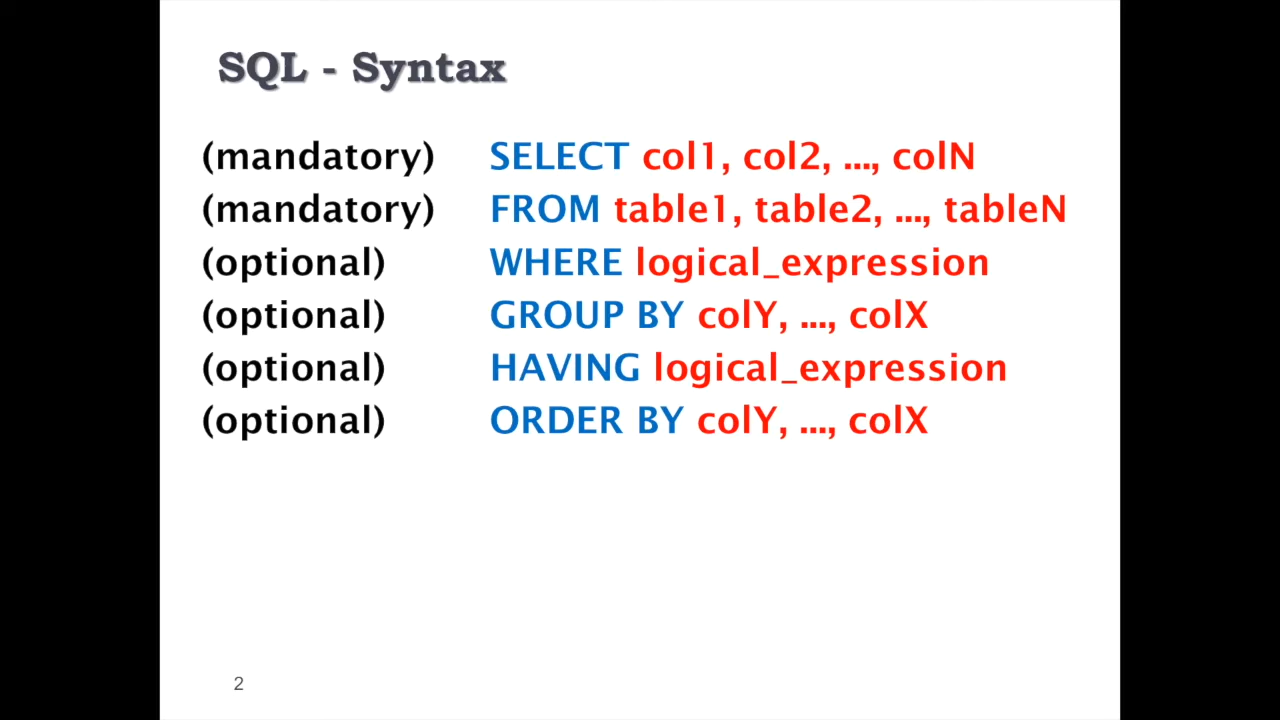 SQL - Syntax
(mandatory) SELECT col1, col2, ..., colN
(mandatory) FROM table1, table2, ..., tableN
(optional) WHERE logical_expression
(optional) GROUP BY colY, ..., colX
(optional) HAVING logical_expression
(optional) ORDER BY colY, ..., colX
2